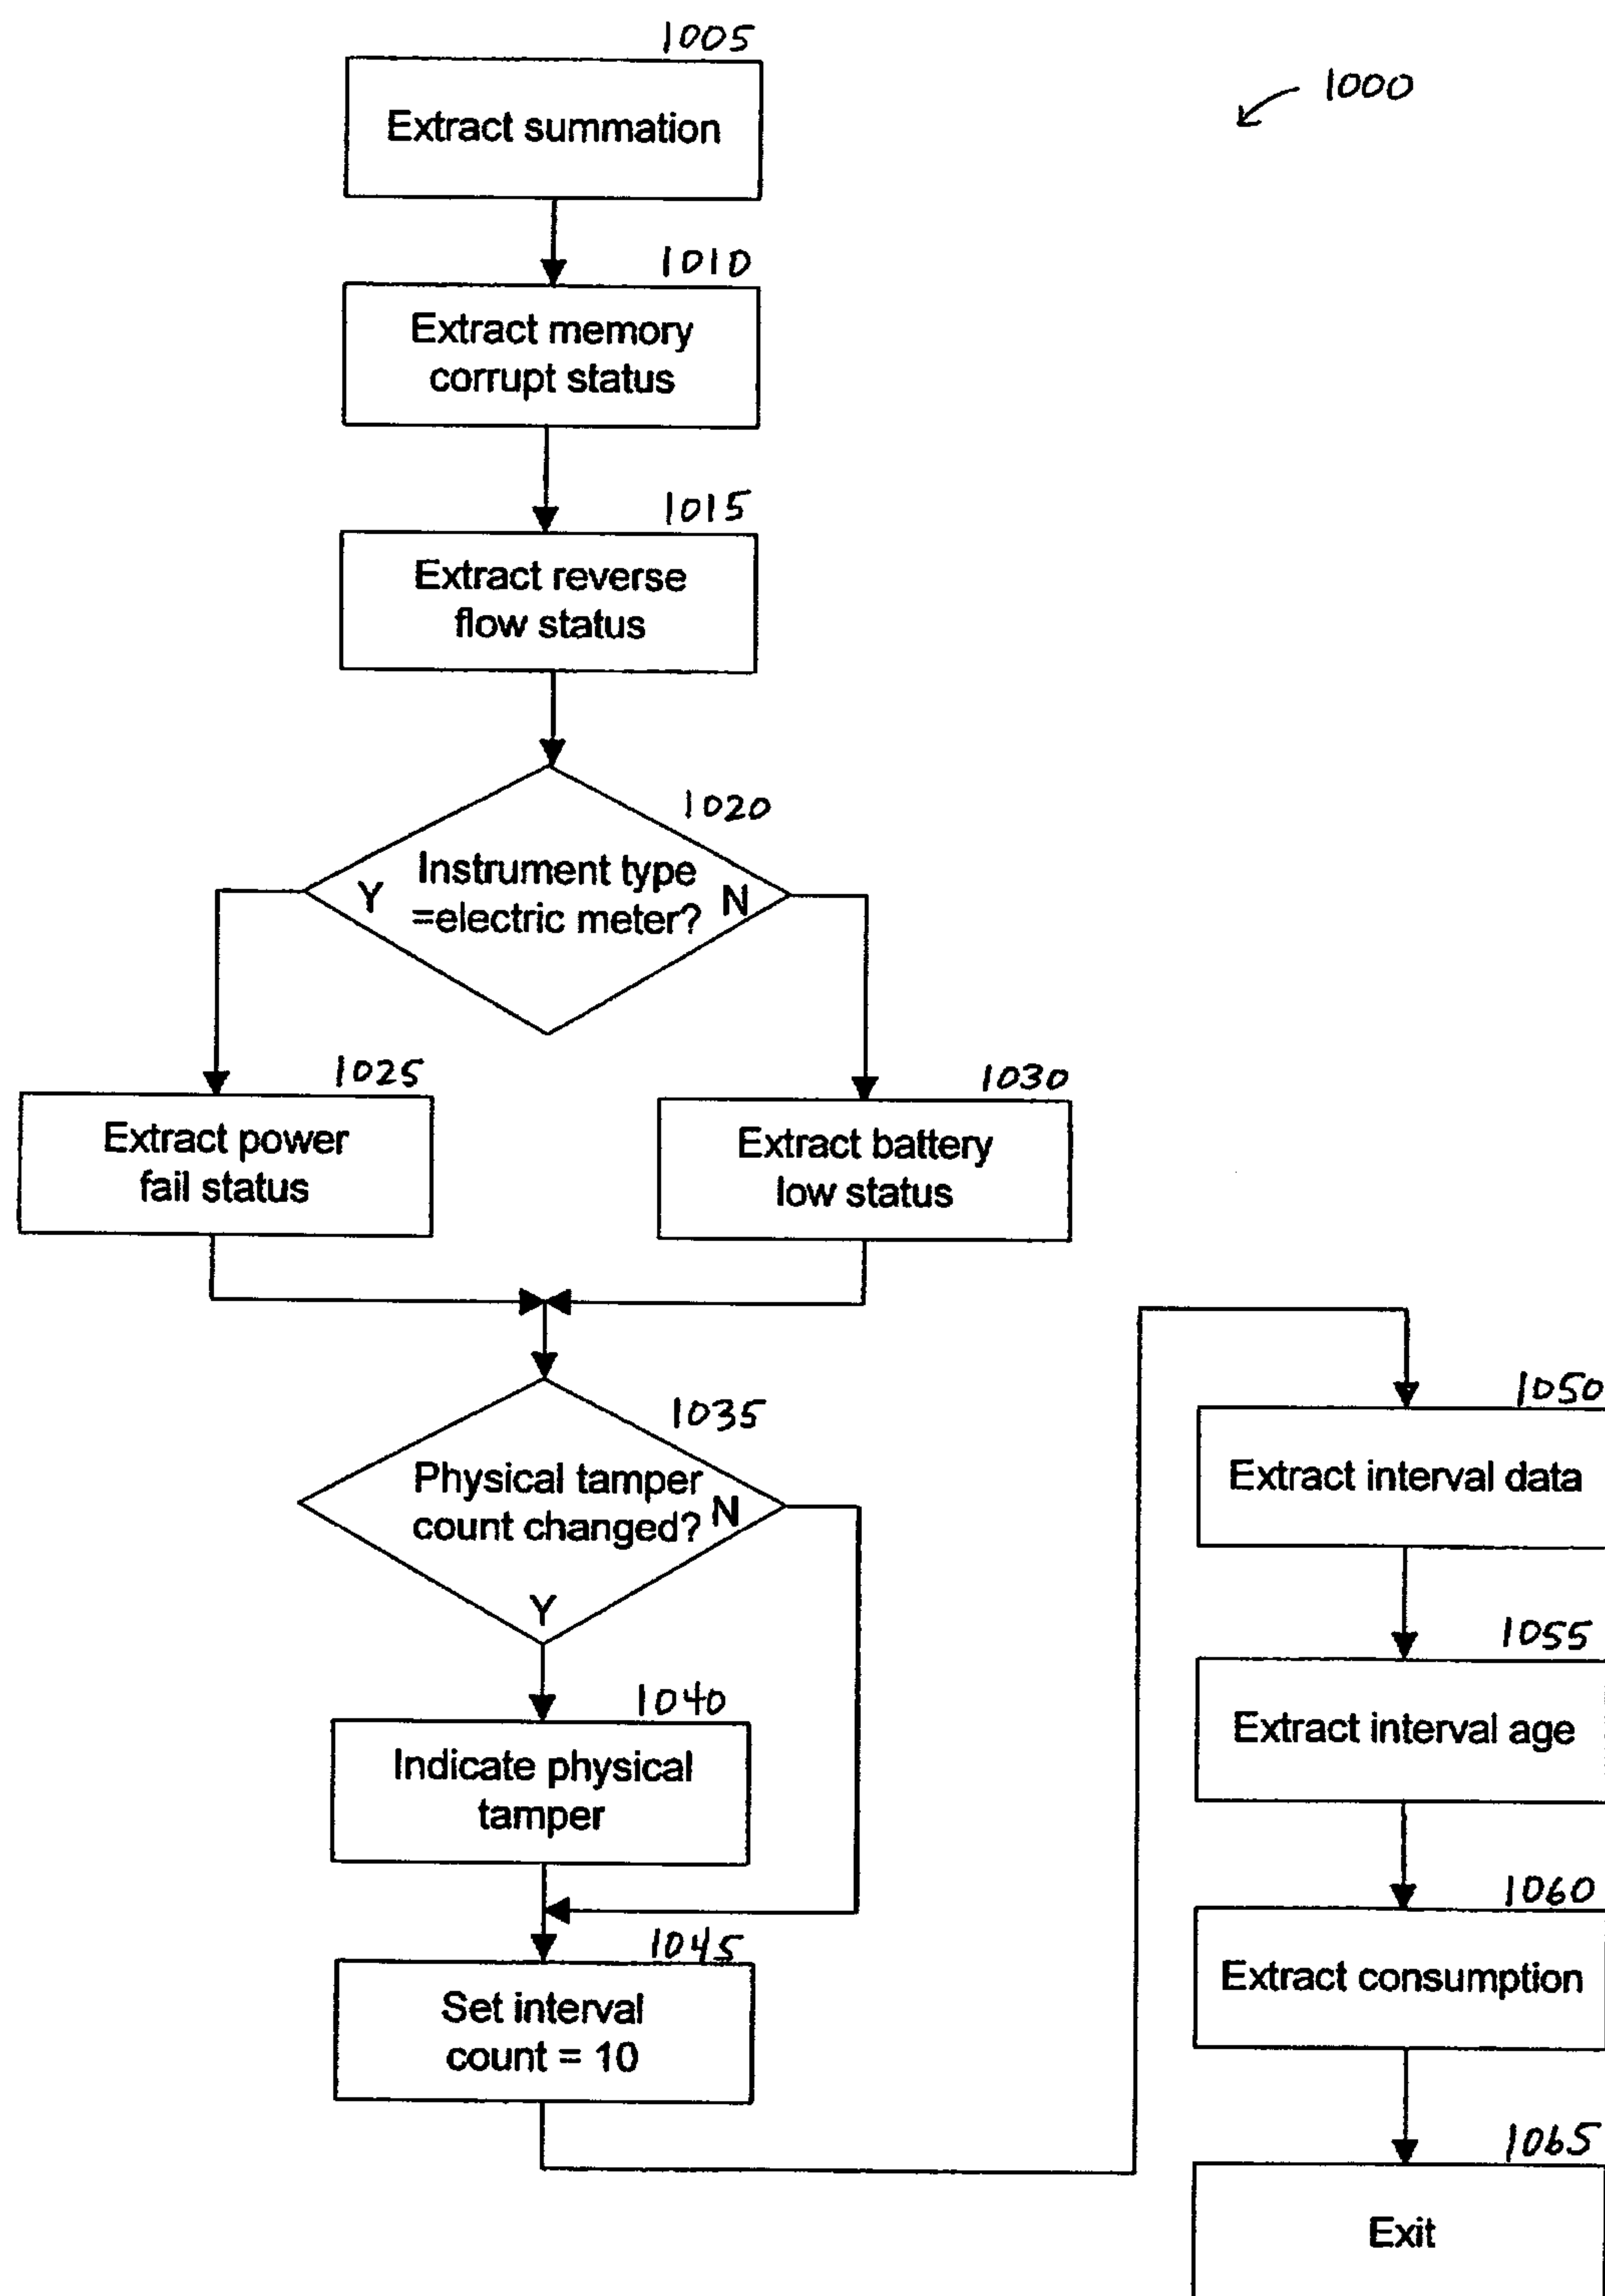 1005
Extract summation
1000
1010
Extract memory
corrupt status
1015
Extract reverse
flow status
1020
Instrument type
=electric meter?
Y
N
1025
Extract power
fail status
1030
Extract battery
low status
1035
Physical tamper
count changed?
N
Y
1040
Indicate physical
tamper
1045
Set interval
count = 10
1050
Extract interval data
1055
Extract interval age
1060
Extract consumption
1065
Exit